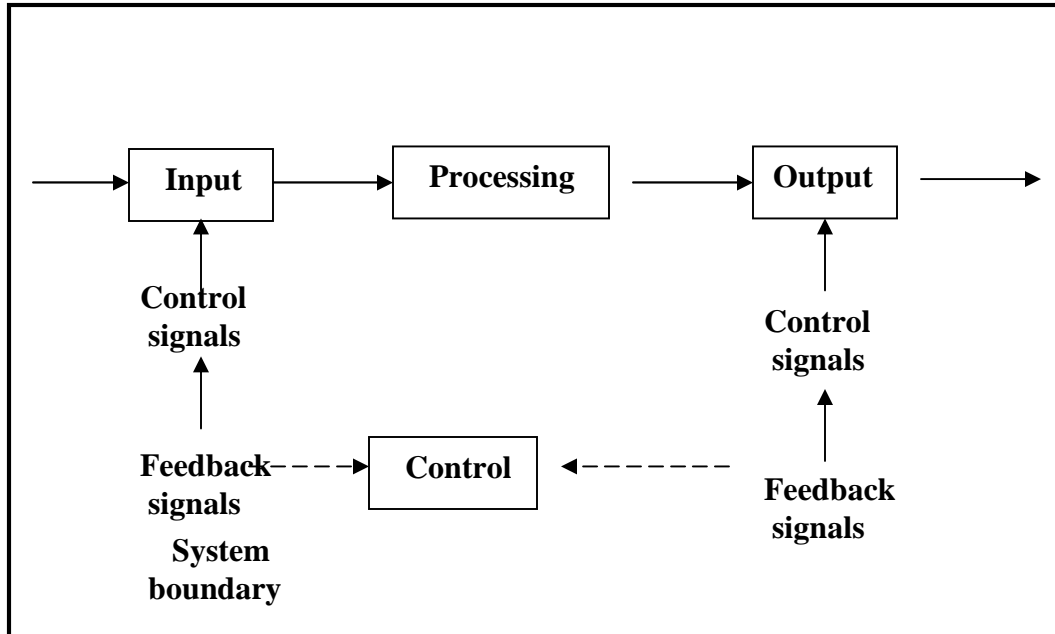 Input
Processing
Output
Control
signals
Control
signals
Feedback
signals
Control
Feedback
signals
System
boundary